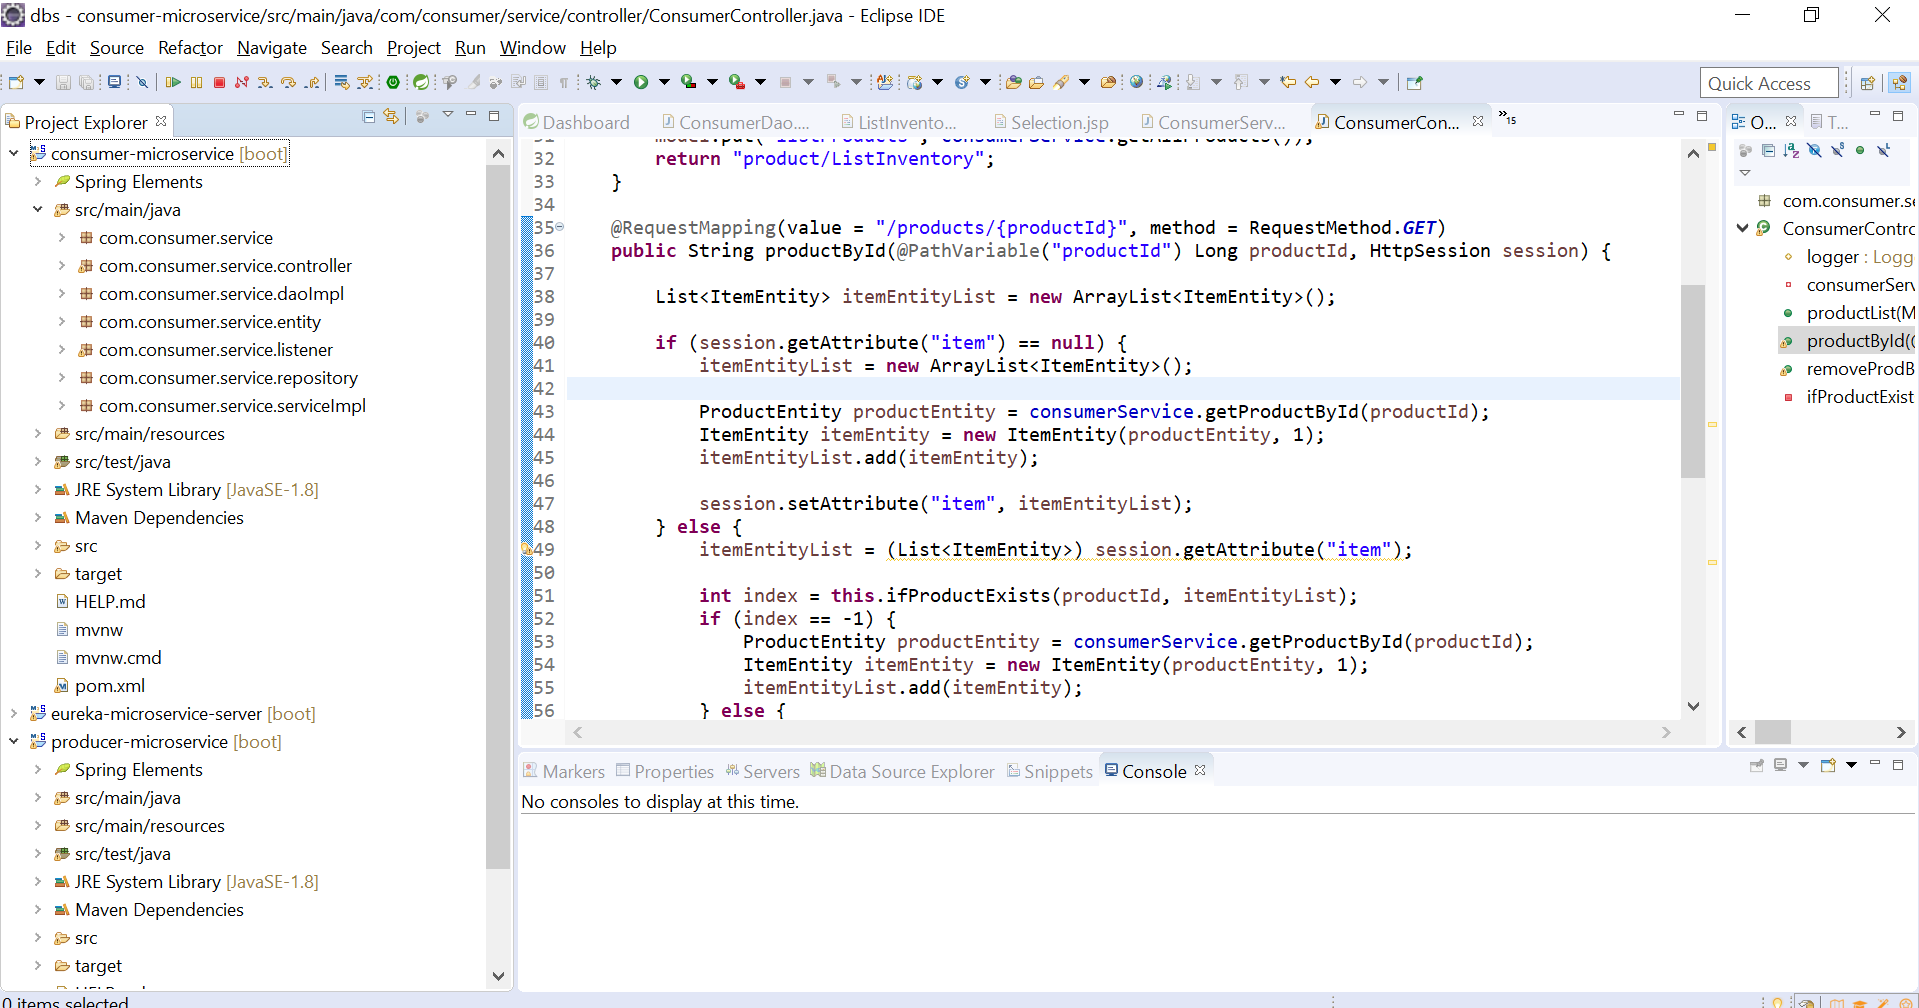 dbs - consumer-microservice/src/main/java/com/consumer/service/controller/ConsumerController.java - Eclipse IDE
File Edit Source Refactor Navigate Search Project Run Window Help
Quick Access
Project Explorer
consumer-microservice [boot]
Spring Elements
src/main/java
com.consumer.service
com.consumer.service.controller
com.consumer.service.daoImpl
com.consumer.service.entity
com.consumer.service.listener
com.consumer.service.repository
com.consumer.service.serviceImpl
src/main/resources
src/test/java
JRE System Library [JavaSE-1.8]
Maven Dependencies
src
target
HELP.md
mvnw
mvnw.cmd
pom.xml
eureka-microservice-server [boot]
producer-microservice [boot]
Spring Elements
src/main/java
src/main/resources
src/test/java
JRE System Library [JavaSE-1.8]
Maven Dependencies
src
target
0 items selected
Dashboard ConsumerDao.... ListInvento... Selection.jsp ConsumerServ... ConsumerCon... »15
32 return "product/ListInventory";
33 }
34
35 @RequestMapping(value = "/products/{productId}", method = RequestMethod.GET)
36 public String productById(@PathVariable("productId") Long productId, HttpSession session) {
37
38 List<ItemEntity> itemEntityList = new ArrayList<ItemEntity>();
39
40 if (session.getAttribute("item") == null) {
41 itemEntityList = new ArrayList<ItemEntity>();
42
43 ProductEntity productEntity = consumerService.getProductById(productId);
44 ItemEntity itemEntity = new ItemEntity(productEntity, 1);
45 itemEntityList.add(itemEntity);
46
47 session.setAttribute("item", itemEntityList);
48 } else {
49 itemEntityList = (List<ItemEntity>) session.getAttribute("item");
50
51 int index = this.ifProductExists(productId, itemEntityList);
52 if (index == -1) {
53 ProductEntity productEntity = consumerService.getProductById(productId);
54 ItemEntity itemEntity = new ItemEntity(productEntity, 1);
55 itemEntityList.add(itemEntity);
56 } else {
Markers Properties Servers Data Source Explorer Snippets Console
No consoles to display at this time.
O... T...
com.consumer.se
ConsumerContro
logger : Logg
consumerServ
productList(M
productById(
removeProdB
ifProductExist